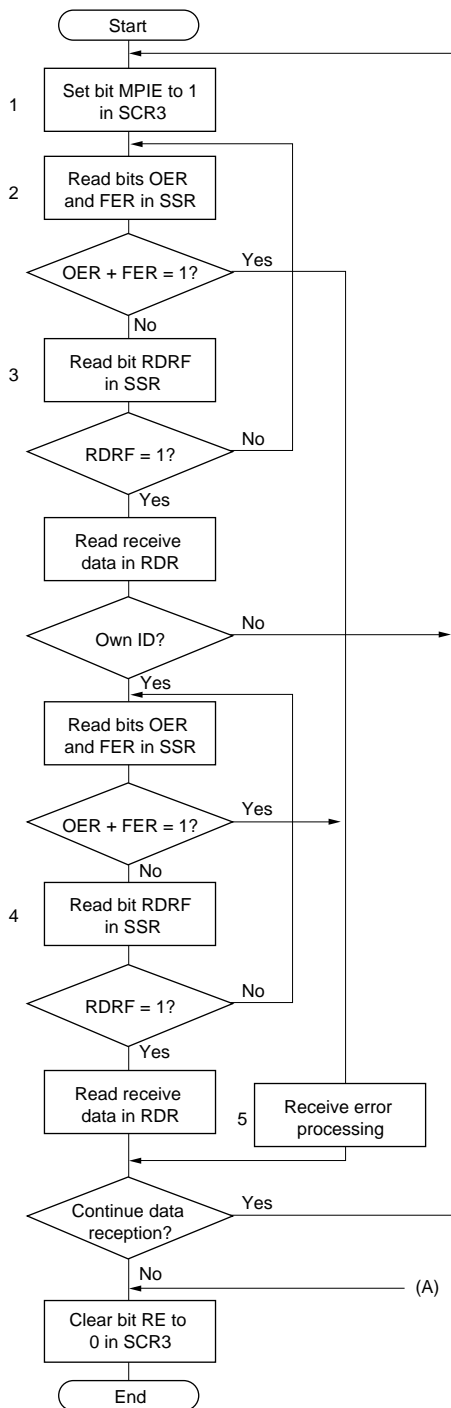 Start
1
Set bit MPIE to 1
in SCR3
2
Read bits OER
and FER in SSR
OER + FER = 1?
Yes
No
3
Read bit RDRF
in SSR
RDRF = 1?
No
Yes
Read receive
data in RDR
Own ID?
No
Yes
Read bits OER
and FER in SSR
OER + FER = 1?
Yes
No
4
Read bit RDRF
in SSR
RDRF = 1?
No
Yes
Read receive
data in RDR
5
Receive error
processing
Continue data
reception?
Yes
No
(A)
Clear bit RE to
0 in SCR3
End